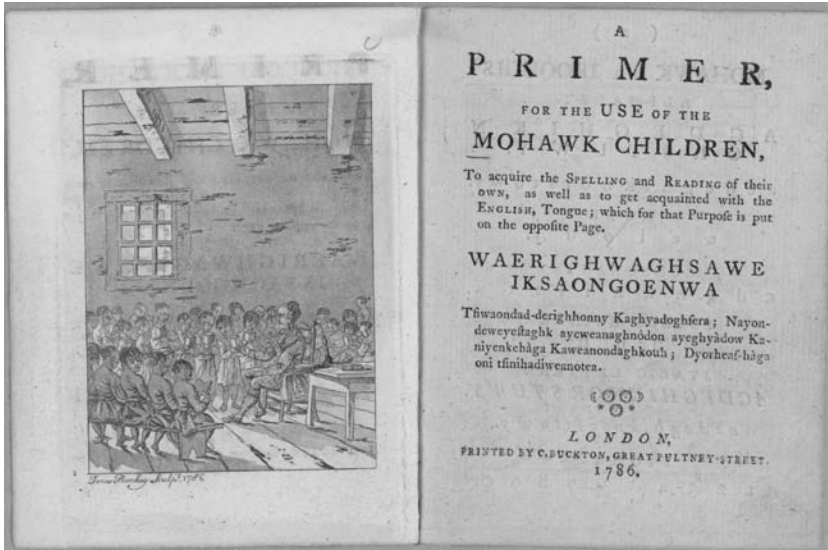 Sculp. 1786
A
PRIMER,
FOR THE USE OF THE
MOHAWK CHILDREN,
To acquire the SPELLING and READING of their
OWN, as well as to get acquainted with the
ENGLISH, Tongue; which for that Purpoſe is put
on the oppoſite Page.
WAERIGHWAGHSAWE
IKSAONGOENWA
Tſiwaondad-derighhonny Kaghyadoghſera; Nayon-
deweyeſtaghk ayeweanaghnòdon ayeghyàdow Ka-
niyenkehàga Kaweanondaghkouh; Dyorheaſ-hàga
oni tſinihadiweanotea.
LONDON,
PRINTED BY C. BUCKTON, GREAT PULTNEY-STREET.
1786.